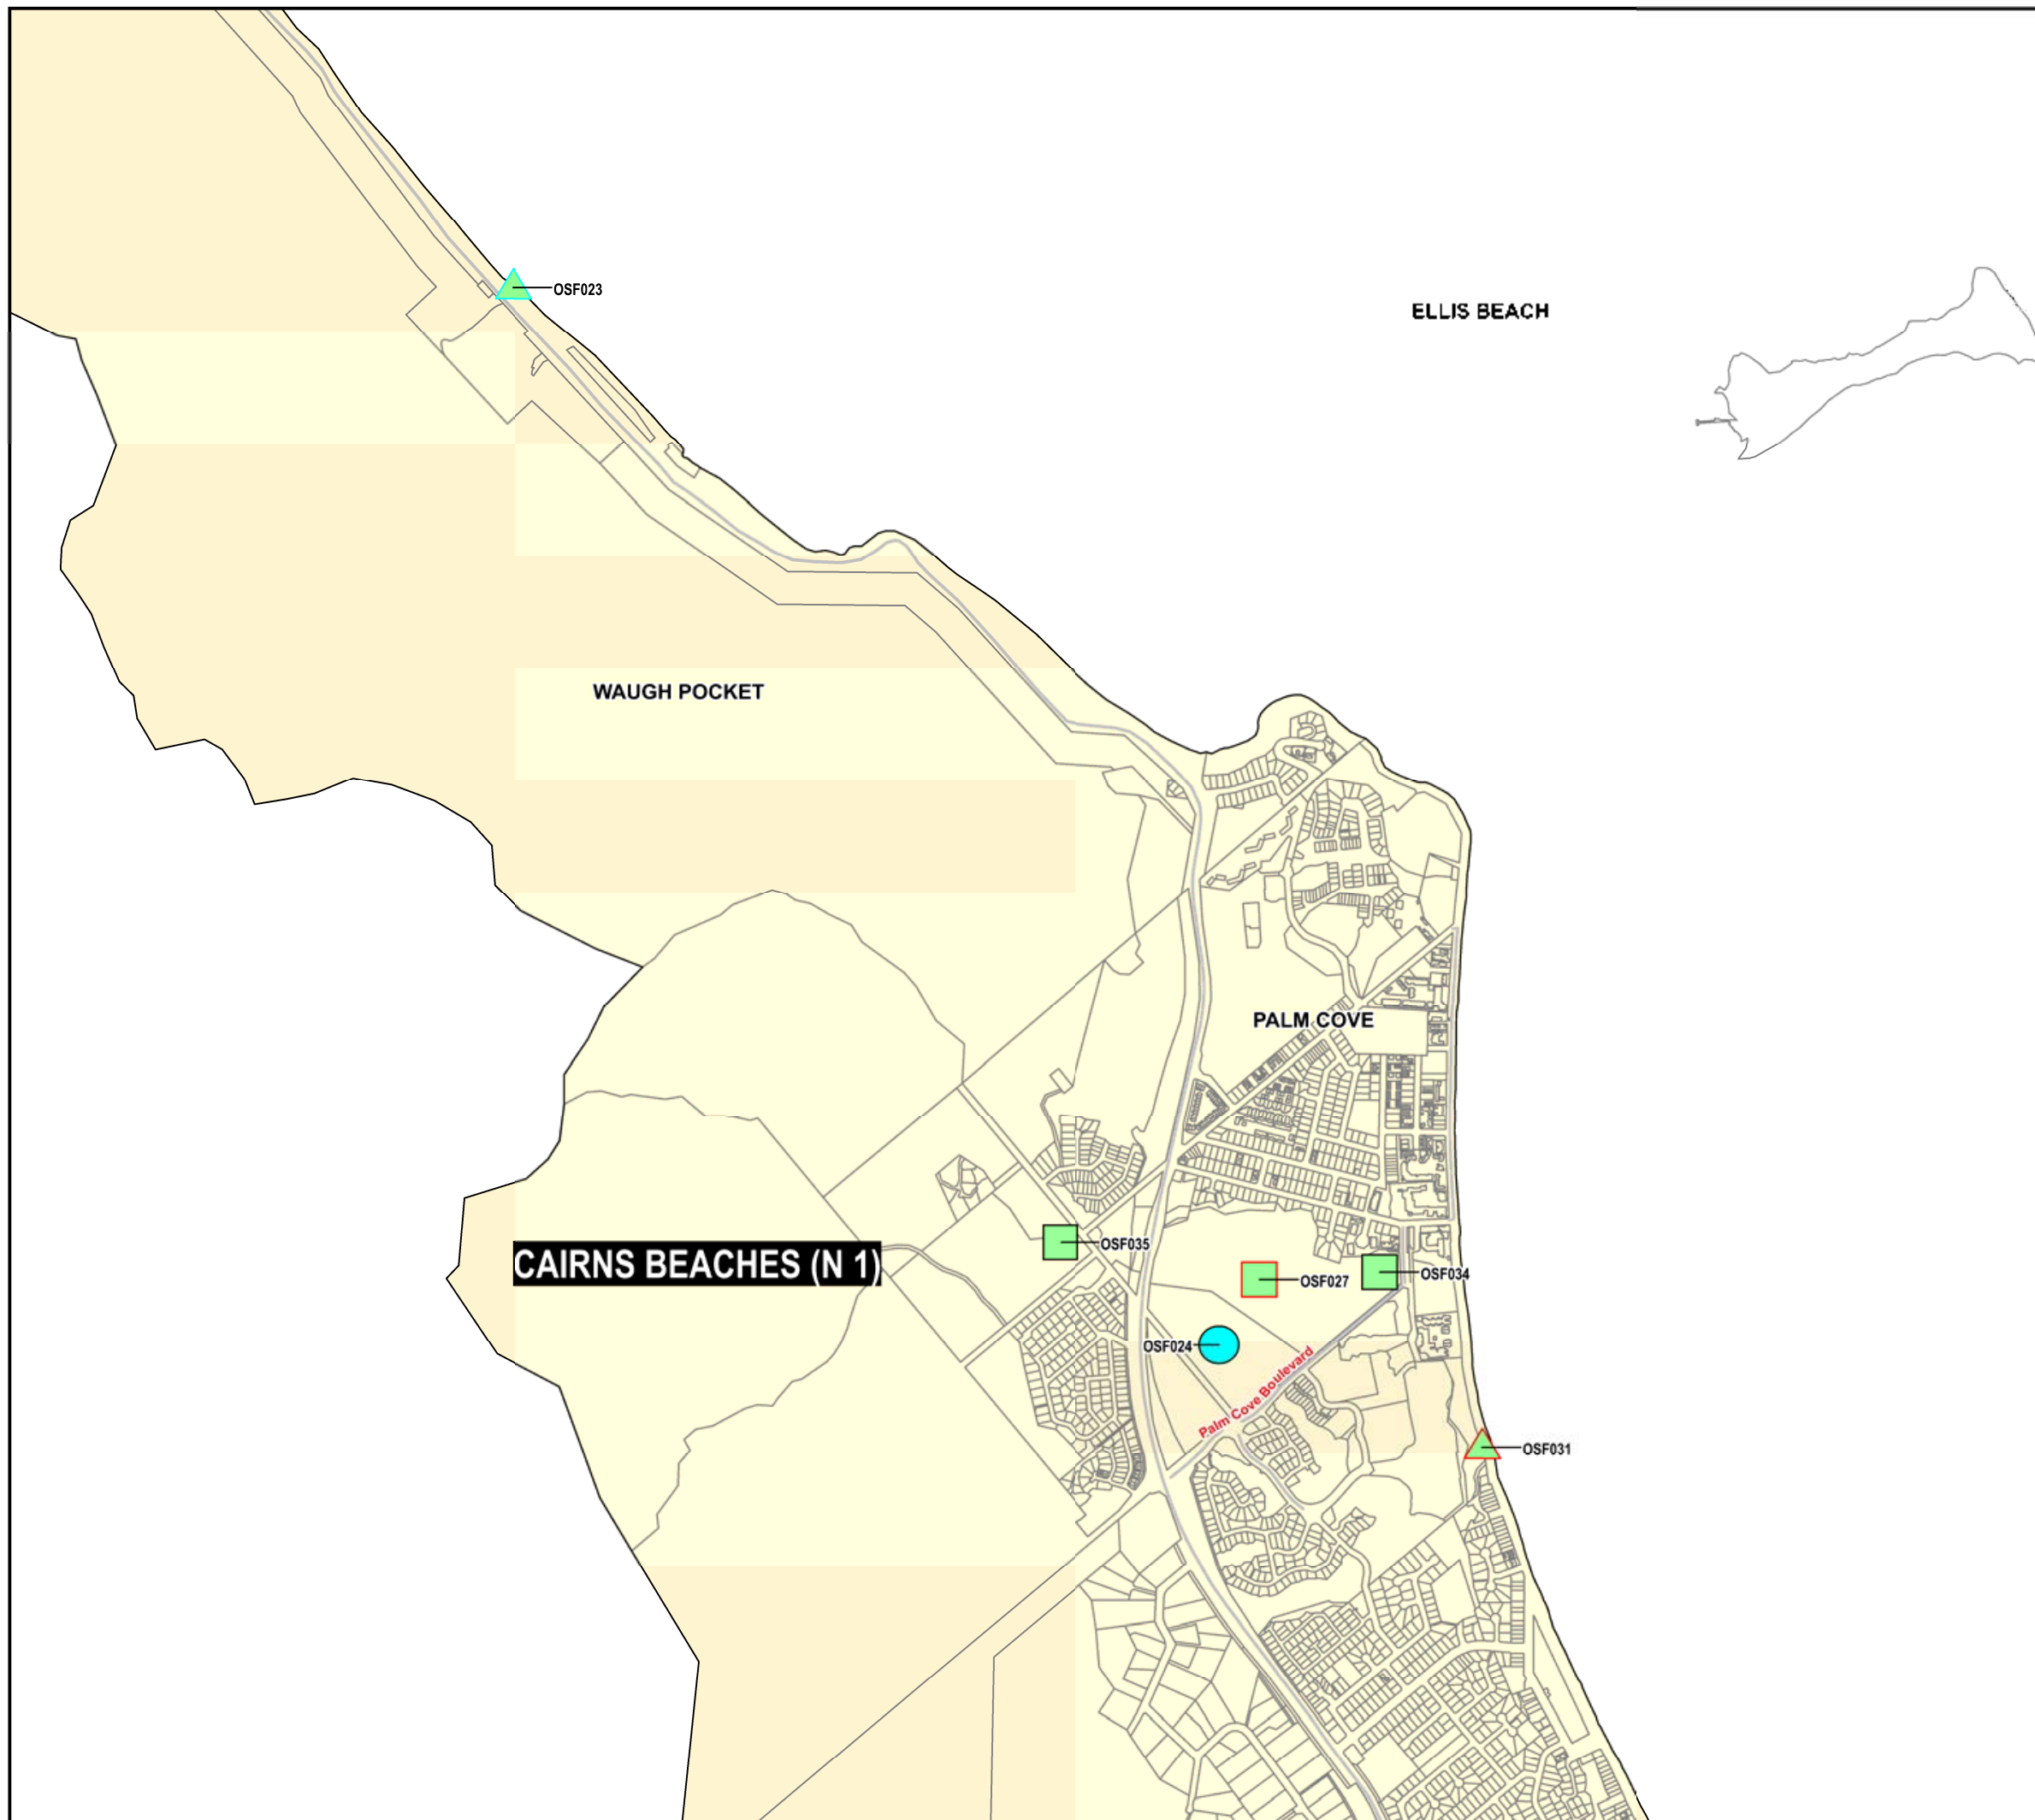 OSF023
ELLIS BEACH
WAUGH POCKET
PALM COVE
OSF035
CAIRNS BEACHES (N 1)
OSF027
OSF034
OSF024
Palm Cove Boulevard
OSF031